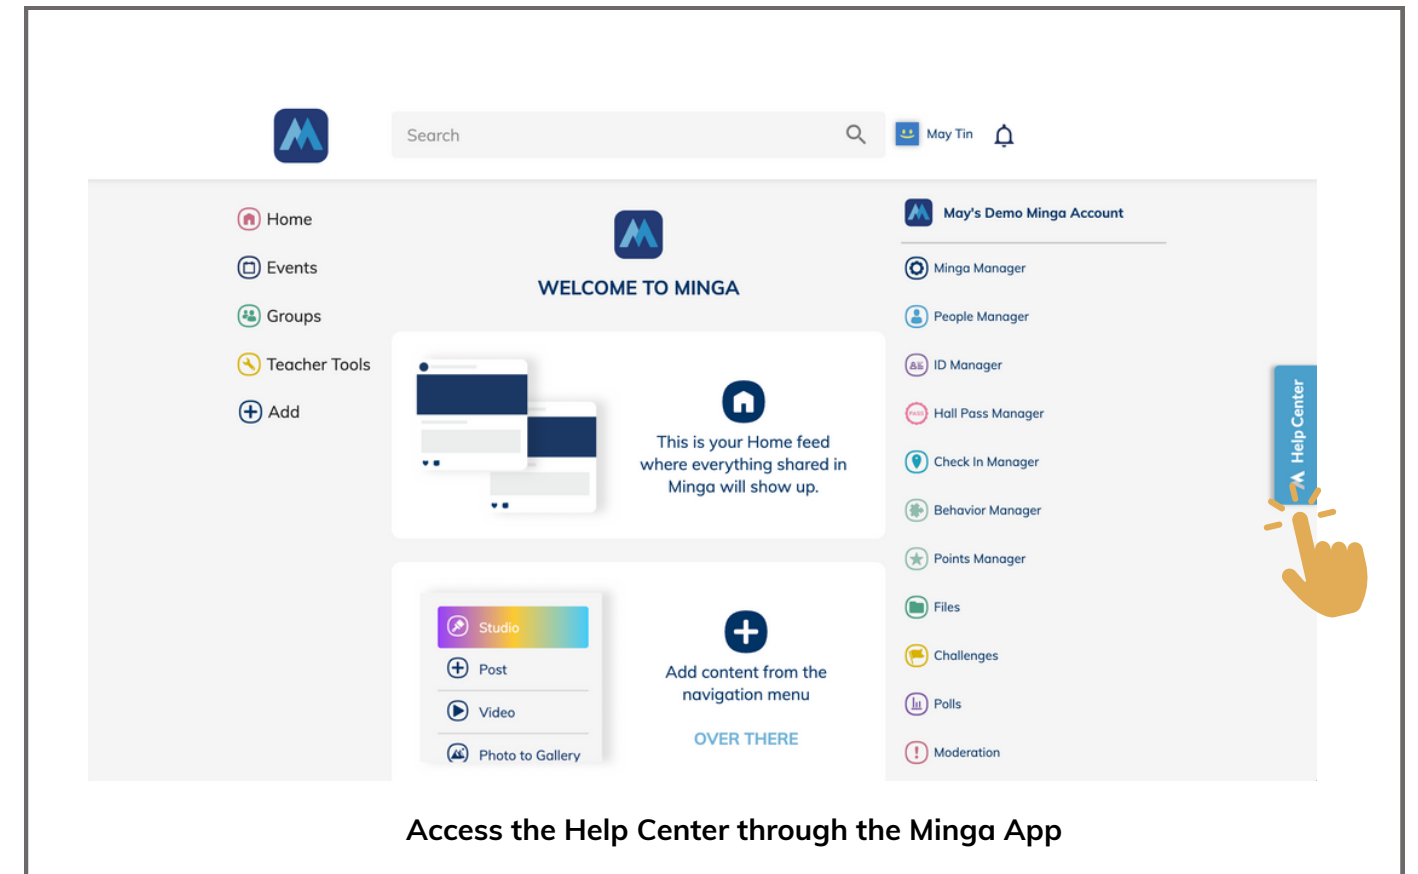 Search
May Tin
Home
Events
Groups
Teacher Tools
Add
WELCOME TO MINGA
This is your Home feed
where everything shared in
Minga will show up.
Studio
Post
Video
Photo to Gallery
Add content from the
navigation menu
OVER THERE
May's Demo Minga Account
Minga Manager
People Manager
ID Manager
PASS
Hall Pass Manager
Check In Manager
Behavior Manager
Points Manager
Files
Challenges
Polls
Moderation
Help Center
Access the Help Center through the Minga App